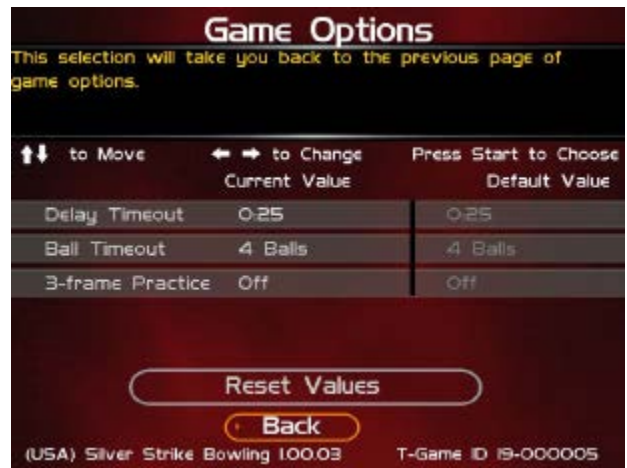 Game Options
This selection will take you back to the previous page of
game options.
⬆⬇ to Move ⬅ ➡ to Change Press Start to Choose
Current Value Default Value
Delay Timeout 0:25 0:25
Ball Timeout 4 Balls 4 Balls
3-frame Practice Off Off
Reset Values
Back
(USA) Silver Strike Bowling 1.00.03 T-Game ID 19-000005